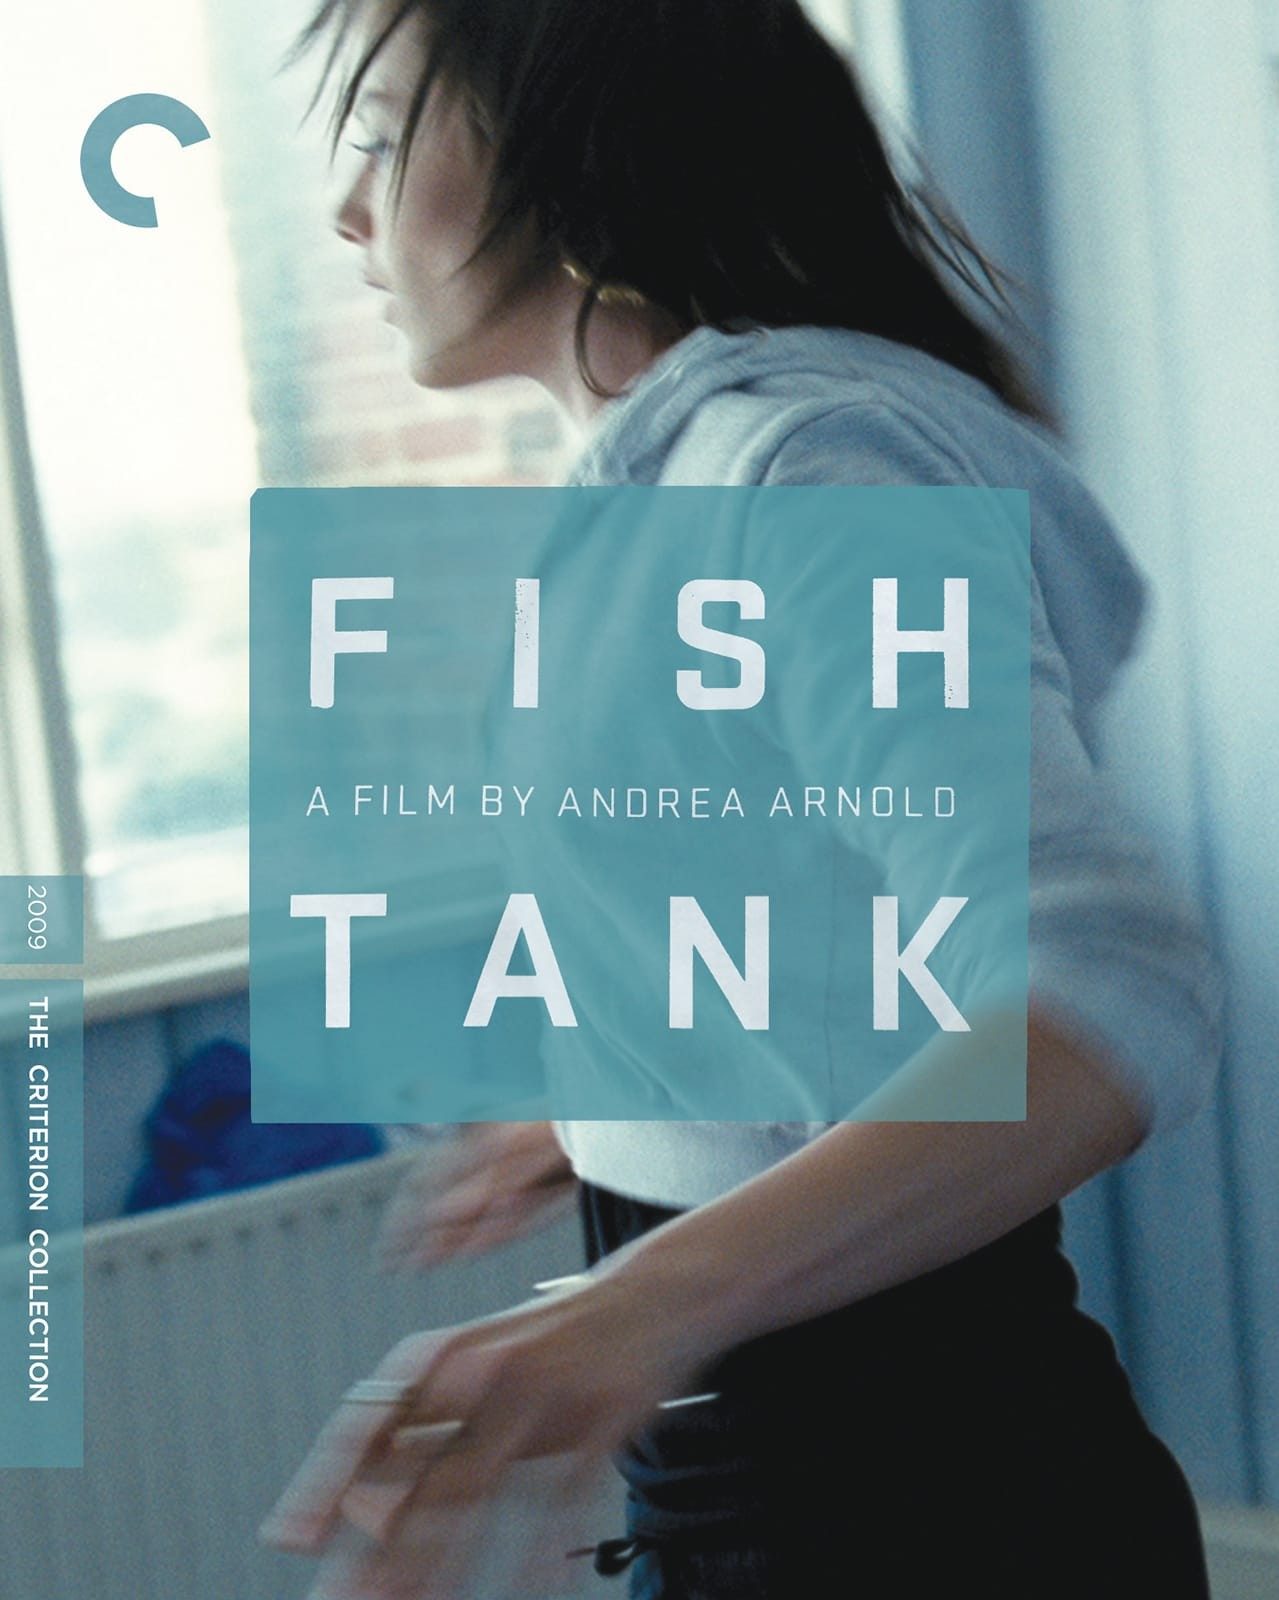 FISH
A FILM BY ANDREA ARNOLD
TANK
2009
THE CRITERION COLLECTION